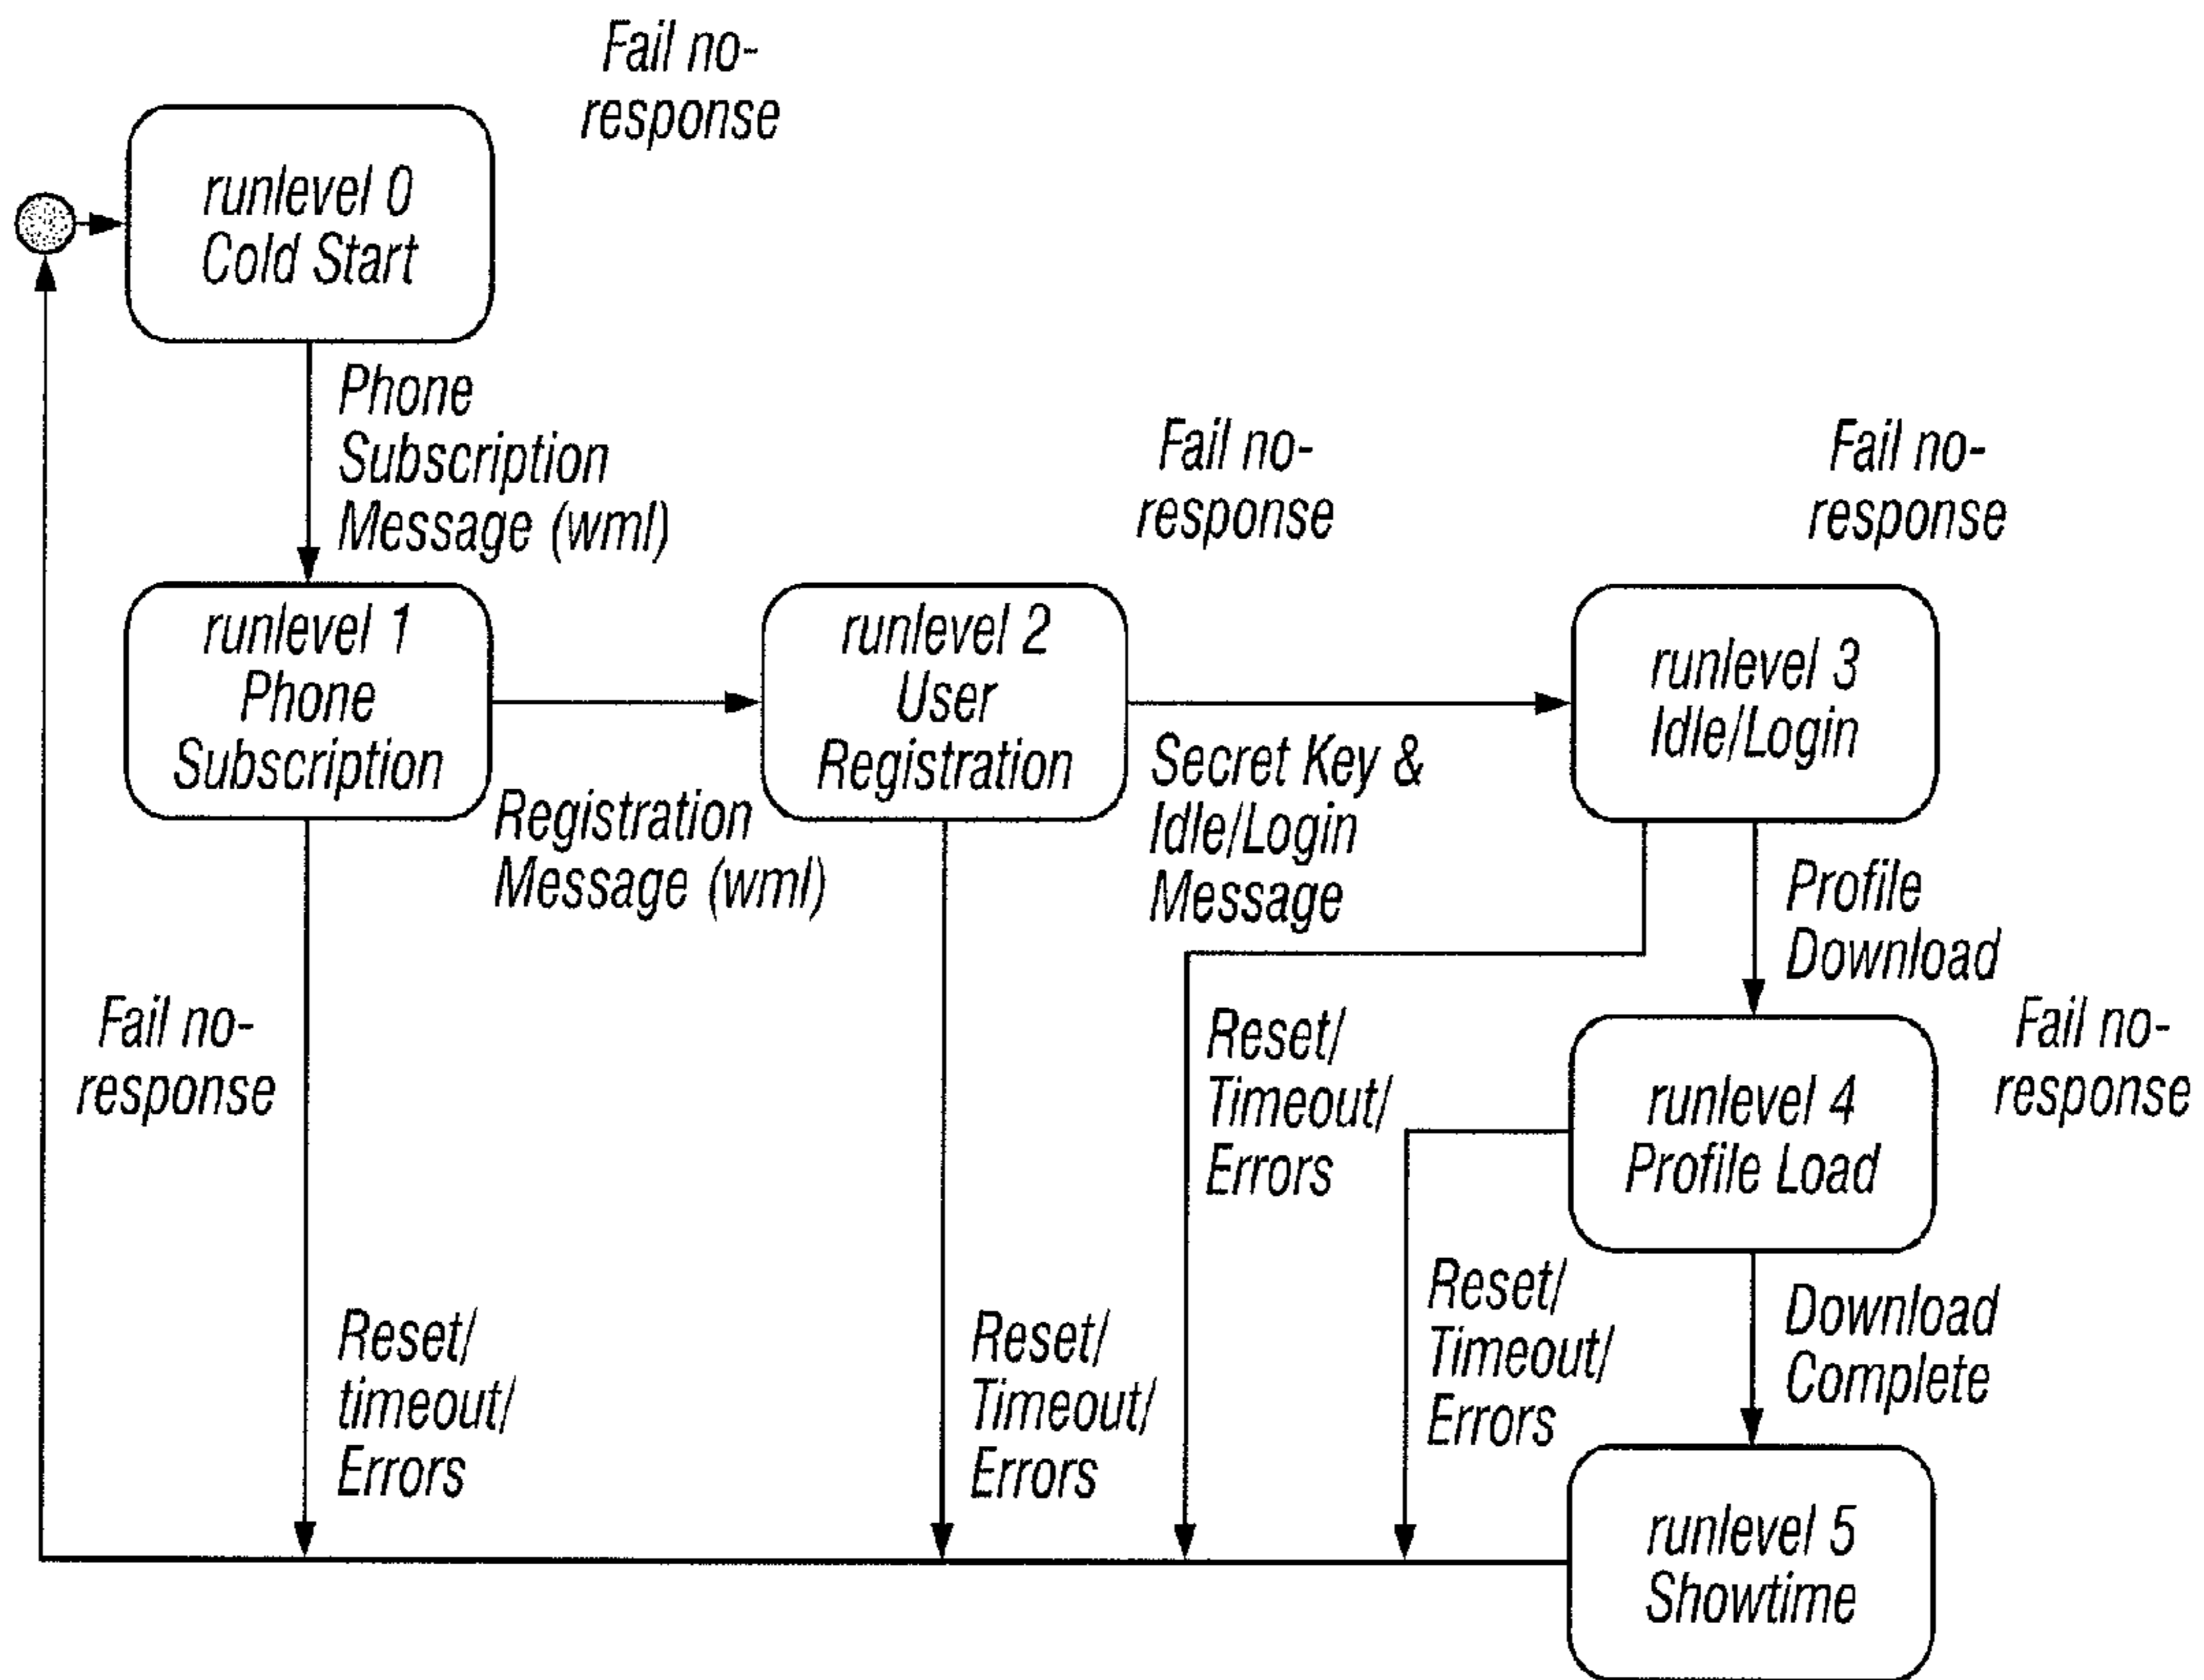 Fail no-
response
runlevel 0
Cold Start
Phone
Subscription
Message (wml)
Fail no-
response
Fail no-
response
runlevel 1
Phone
Subscription
runlevel 2
User
Registration
runlevel 3
Idle/Login
Registration
Message (wml)
Secret Key &
Idle/Login
Message
Profile
Download
Fail no-
response
Reset/
Timeout/
Errors
Fail no-
response
runlevel 4
Profile Load
Reset/
timeout/
Errors
Reset/
Timeout/
Errors
Reset/
Timeout/
Errors
Download
Complete
runlevel 5
Showtime